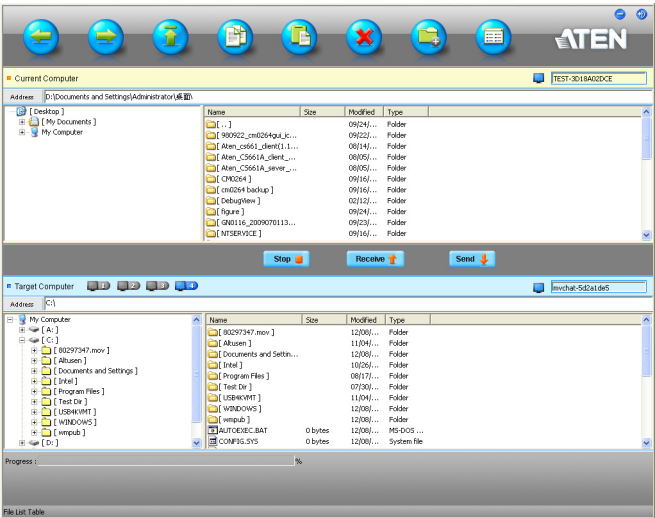 ATEN
Current Computer
TEST-3D18A02DCE
Address D:\Documents and Settings\Administrator\桌面\
[ Desktop ]
[ My Documents ]
My Computer
Name Size Modified Type
[ .. ] 09/24/... Folder
[ 980922_cm0264gui_ic... 09/22/... Folder
[ Aten_cs661_client(1.1... 08/14/... Folder
[ Aten_CS661A_client_... 08/05/... Folder
[ Aten_CS661A_sever_... 08/05/... Folder
[ CM0264 ] 09/16/... Folder
[ cm0264 backup ] 09/16/... Folder
[ DebugView ] 02/12/... Folder
[ figure ] 09/24/... Folder
[ GN0116_2009070113... 09/23/... Folder
[ NTSERVICE ] 09/16/... Folder
Stop Receive Send
Target Computer 1 2 3 4
mvchat-5d2a1de5
Address C:\
My Computer
[ A: ]
[ C: ]
[ 80297347.mov ]
[ Altusen ]
[ Documents and Settings ]
[ Intel ]
[ Program Files ]
[ Test Dir ]
[ USB4KVMT ]
[ WINDOWS ]
[ wmpub ]
[ D: ]
Name Size Modified Type
[ 80297347.mov ] 12/08/... Folder
[ Altusen ] 11/04/... Folder
[ Documents and Settin... 12/08/... Folder
[ Intel ] 10/26/... Folder
[ Program Files ] 08/17/... Folder
[ Test Dir ] 07/30/... Folder
[ USB4KVMT ] 11/04/... Folder
[ WINDOWS ] 12/08/... Folder
[ wmpub ] 12/08/... Folder
AUTOEXEC.BAT 0 bytes 12/08/... MS-DOS ...
CONFIG.SYS 0 bytes 12/08/... System file
Progress : %
File List Table